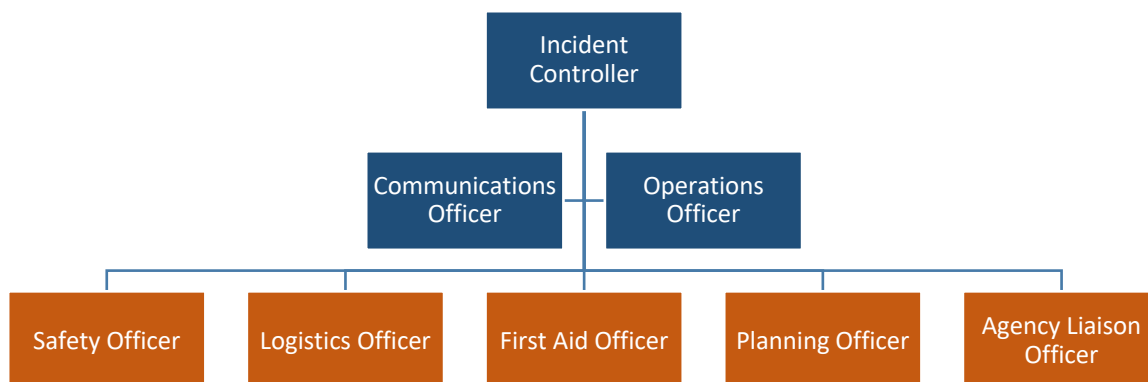 Incident
Controller
Communications
Officer
Operations
Officer
Safety Officer
Logistics Officer
First Aid Officer
Planning Officer
Agency Liaison
Officer